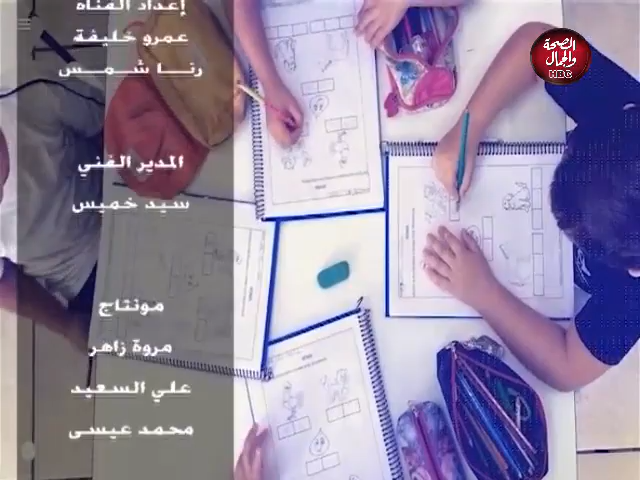 إعداد القناة
عمرو خليفة
رنا شمس
المدير الفني
سيد خميس
مونتاج
مروة زاهر
علي السعيد
محمد عيسى
الصحة
والجمال
HBC